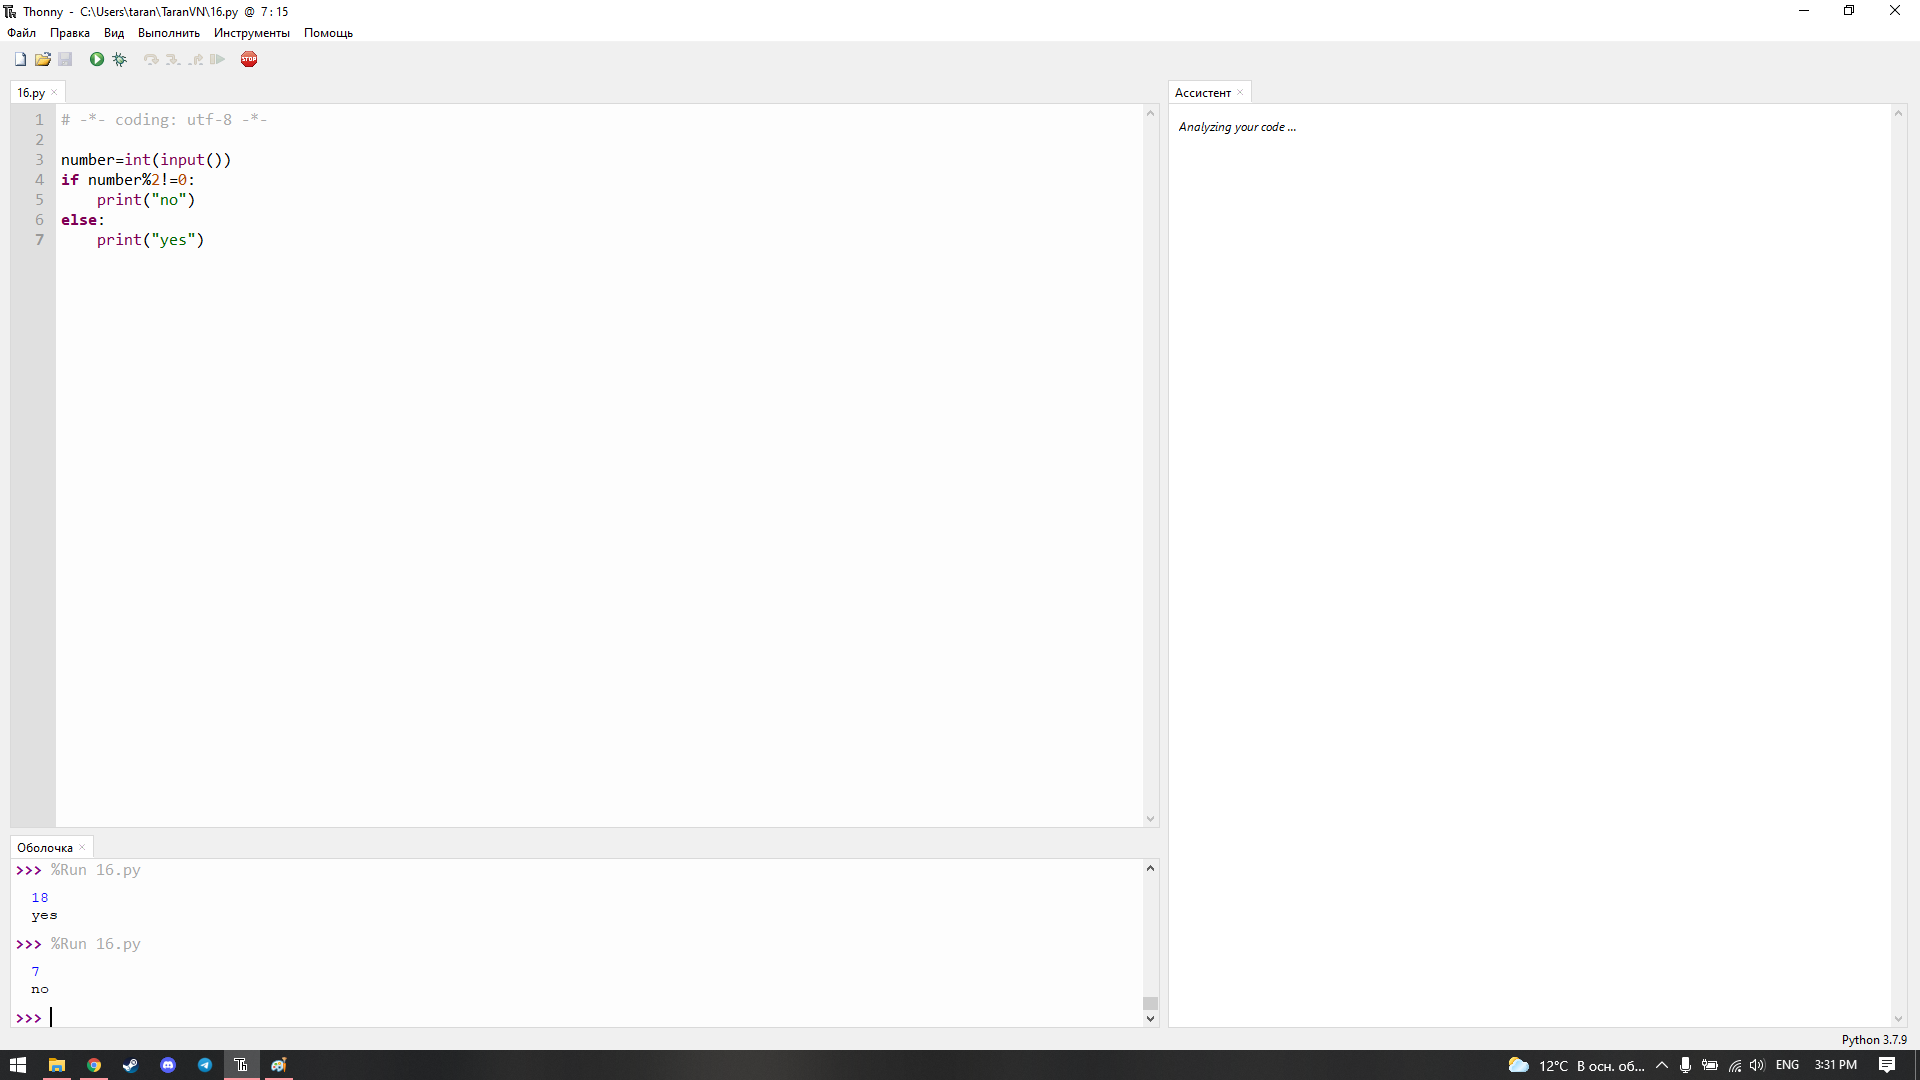 Thonny - C:\Users\taran\TaranVN\16.py @ 7:15
Файл Правка Вид Выполнить Инструменты Помощь
STOP
16.py
1 # -*- coding: utf-8 -*-
2
3 number=int(input())
4 if number%2!=0:
5     print("no")
6 else:
7     print("yes")
Ассистент
Analyzing your code ...
Оболочка
>>> %Run 16.py
18
yes
>>> %Run 16.py
7
no
>>>
Python 3.7.9
12°C В осн. об... ENG 3:31 PM